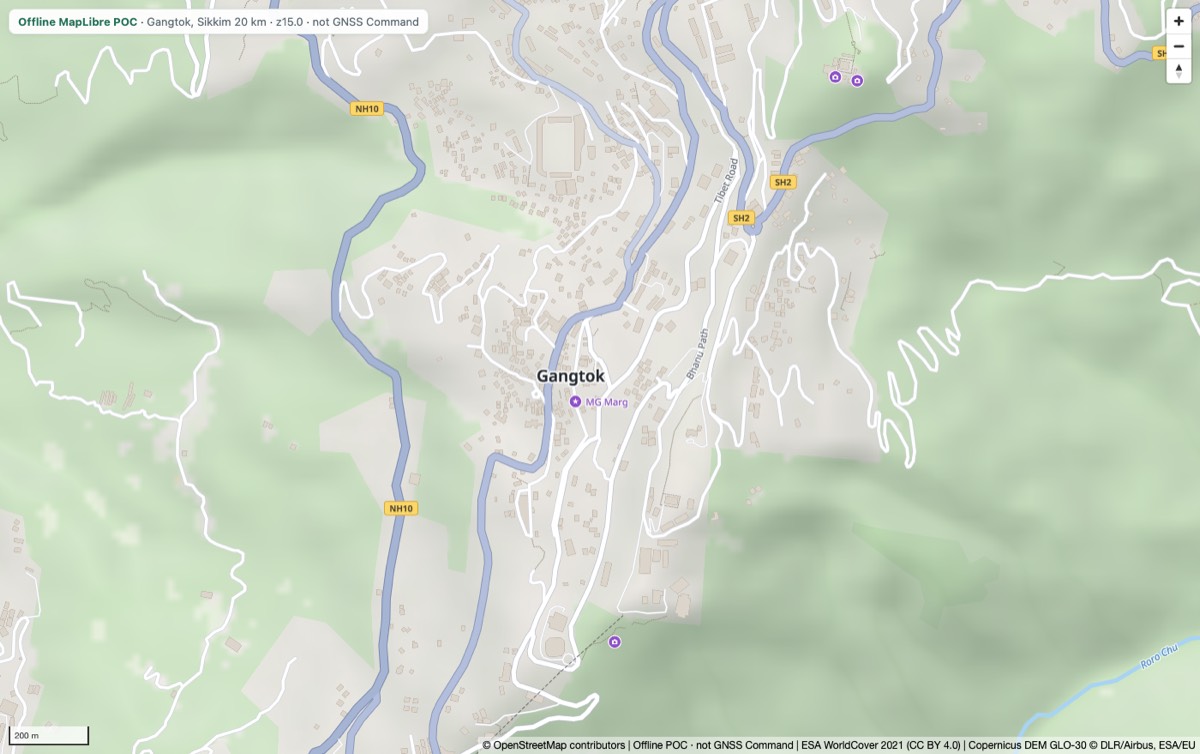 Offline MapLibre POC · Gangtok, Sikkim 20 km · z15.0 · not GNSS Command
NH10
SH
Tibet Road
SH2
SH2
Bhanu Path
Gangtok
MG Marg
NH10
Roro Chu
200 m
© OpenStreetMap contributors | Offline POC · not GNSS Command | ESA WorldCover 2021 (CC BY 4.0) | Copernicus DEM GLO-30 © DLR/Airbus, ESA/EU